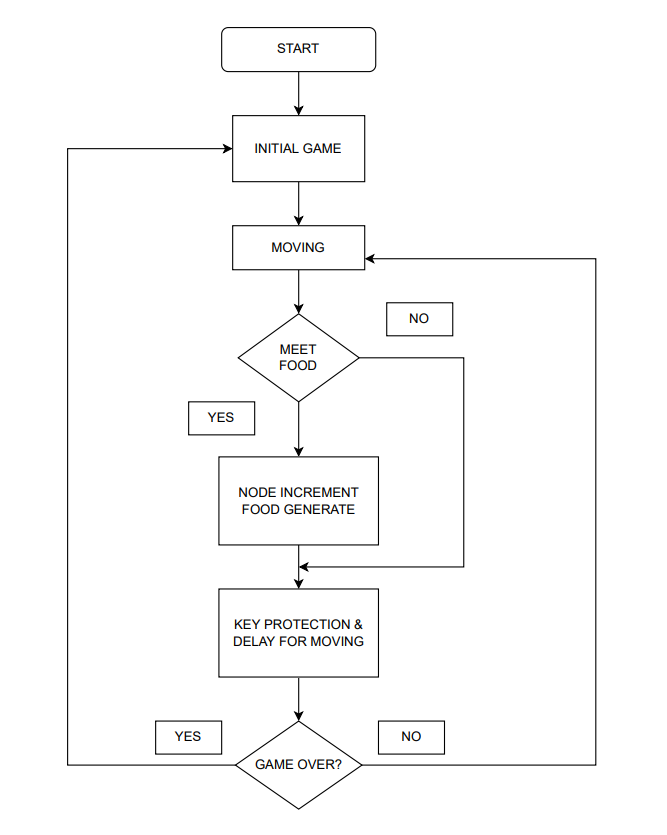 START
INITIAL GAME
MOVING
NO
MEET
FOOD
YES
NODE INCREMENT
FOOD GENERATE
KEY PROTECTION &
DELAY FOR MOVING
YES
NO
GAME OVER?